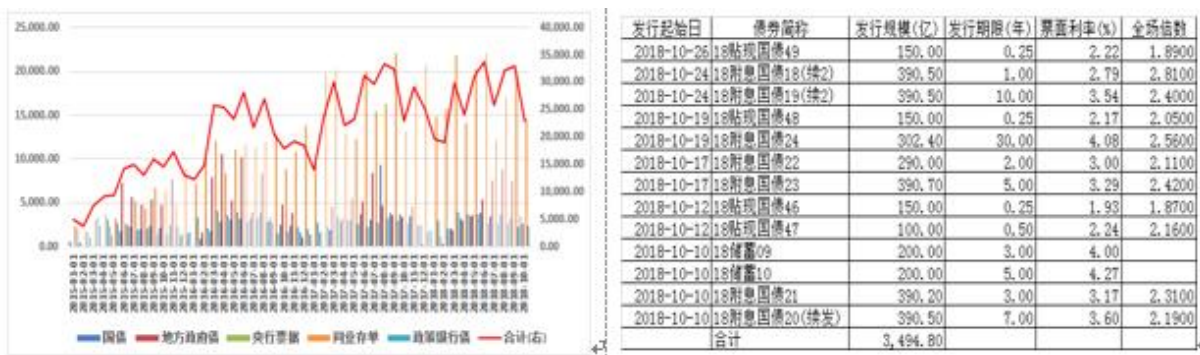 25,000.00
20,000.00
15,000.00
10,000.00
5,000.00
0.00
40,000.00
35,000.00
30,000.00
25,000.00
20,000.00
15,000.00
10,000.00
5,000.00
0.00
国债 地方政府债 央行票据 同业存单 政策银行债 合计(右)
发行起始日 债券简称 发行规模(亿) 发行期限(年) 票面利率(%) 全场倍数
2018-10-26 18贴现国债49 150.00 0.25 2.22 1.8900
2018-10-24 18附息国债18(续2) 390.50 1.00 2.79 2.8100
2018-10-24 18附息国债19(续2) 390.50 10.00 3.54 2.4000
2018-10-19 18贴现国债48 150.00 0.25 2.17 2.0500
2018-10-19 18附息国债24 302.40 30.00 4.08 2.5600
2018-10-17 18附息国债22 290.00 2.00 3.00 2.1100
2018-10-17 18附息国债23 390.70 5.00 3.29 2.4200
2018-10-12 18贴现国债46 150.00 0.25 1.93 1.8700
2018-10-12 18贴现国债47 100.00 0.50 2.24 2.1600
2018-10-10 18储蓄09 200.00 3.00 4.00
2018-10-10 18储蓄10 200.00 5.00 4.27
2018-10-10 18附息国债21 390.20 3.00 3.17 2.3100
2018-10-10 18附息国债20(续发) 390.50 7.00 3.60 2.1900
合计 3,494.80